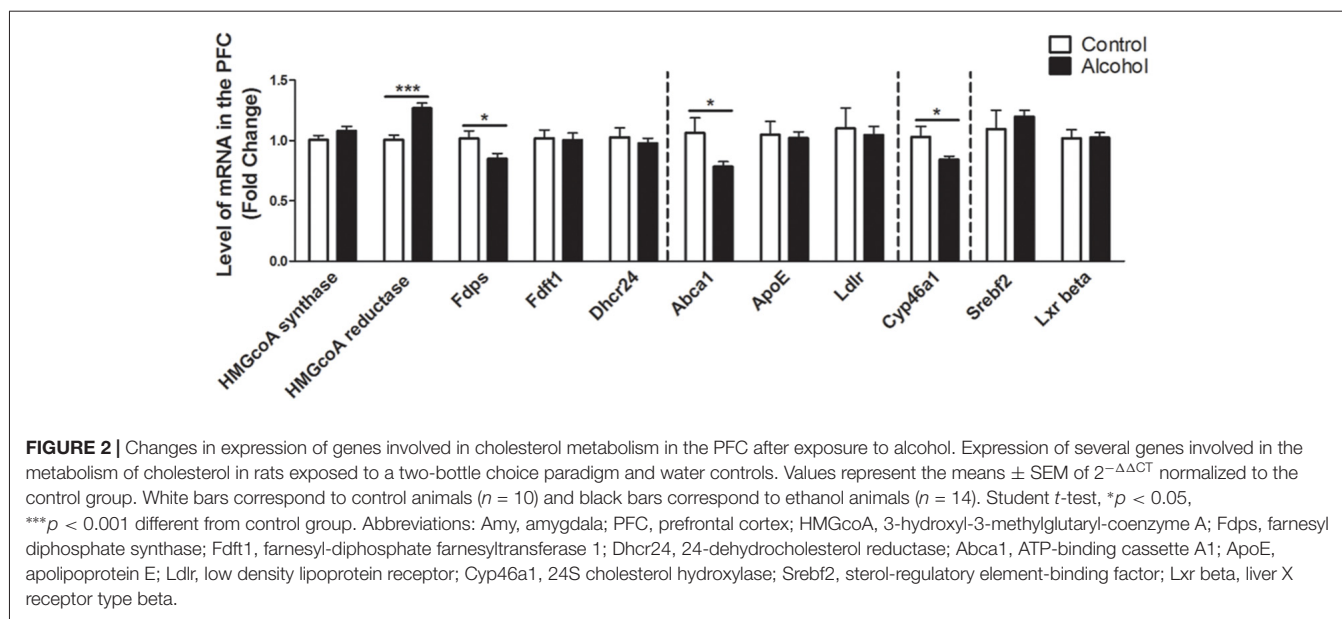 Control
Alcohol
Level of mRNA in the PFC
(Fold Change)
1.5
1.0
0.5
0.0
***
*
*
*
HMGcoA synthase
HMGcoA reductase
Fdps
Fdft1
Dhcr24
Abca1
ApoE
Ldlr
Cyp46a1
Srebf2
Lxr beta
FIGURE 2 | Changes in expression of genes involved in cholesterol metabolism in the PFC after exposure to alcohol. Expression of several genes involved in the
metabolism of cholesterol in rats exposed to a two-bottle choice paradigm and water controls. Values represent the means ± SEM of 2−ΔΔCT normalized to the
control group. White bars correspond to control animals (n = 10) and black bars correspond to ethanol animals (n = 14). Student t-test, *p < 0.05,
***p < 0.001 different from control group. Abbreviations: Amy, amygdala; PFC, prefrontal cortex; HMGcoA, 3-hydroxyl-3-methylglutaryl-coenzyme A; Fdps, farnesyl
diphosphate synthase; Fdft1, farnesyl-diphosphate farnesyltransferase 1; Dhcr24, 24-dehydrocholesterol reductase; Abca1, ATP-binding cassette A1; ApoE,
apolipoprotein E; Ldlr, low density lipoprotein receptor; Cyp46a1, 24S cholesterol hydroxylase; Srebf2, sterol-regulatory element-binding factor; Lxr beta, liver X
receptor type beta.